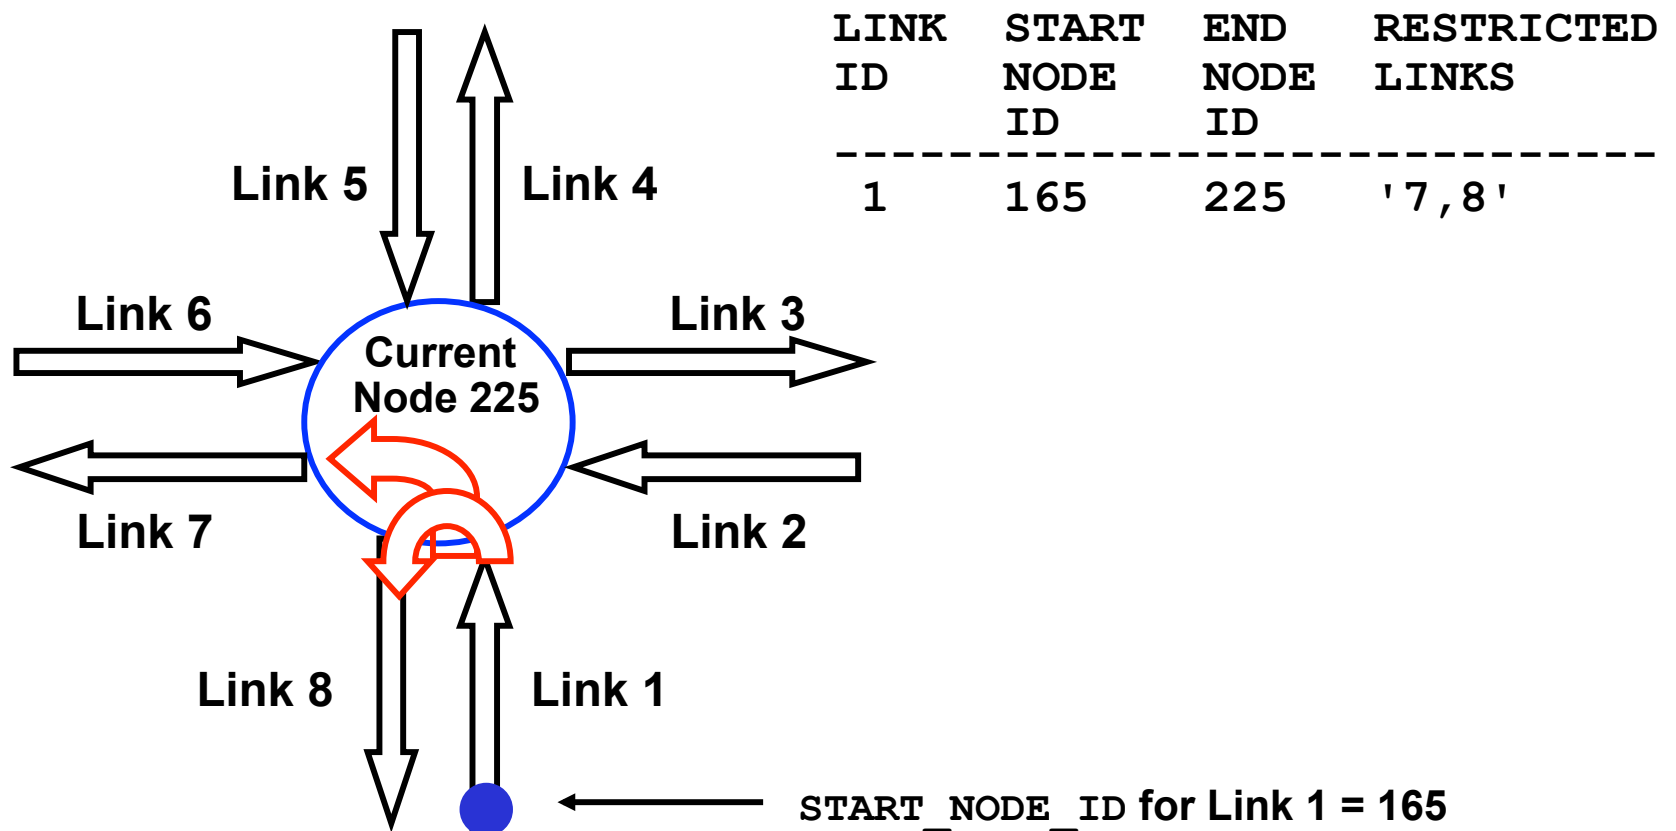 LINK START END RESTRICTED
ID NODE NODE LINKS
ID ID
-----------------------------
1 165 225 '7,8'
Link 5 Link 4
Link 6 Link 3
Current
Node 225
Link 7 Link 2
Link 8 Link 1
START_NODE_ID for Link 1 = 165